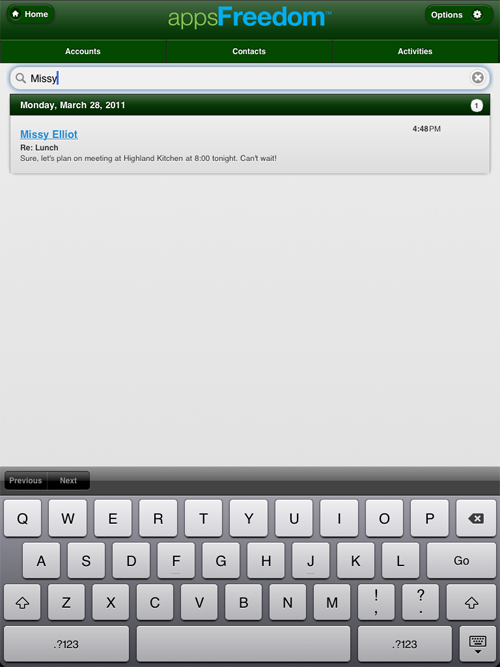 Home
appsFreedom™
Options
Accounts
Contacts
Activities
Missy
Monday, March 28, 2011
1
Missy Elliot
4:48PM
Re: Lunch
Sure, let's plan on meeting at Highland Kitchen at 8:00 tonight. Can't wait!
Previous Next
Q W E R T Y U I O P
A S D F G H J K L Go
Z X C V B N M ! , ? .
.?123 .?123